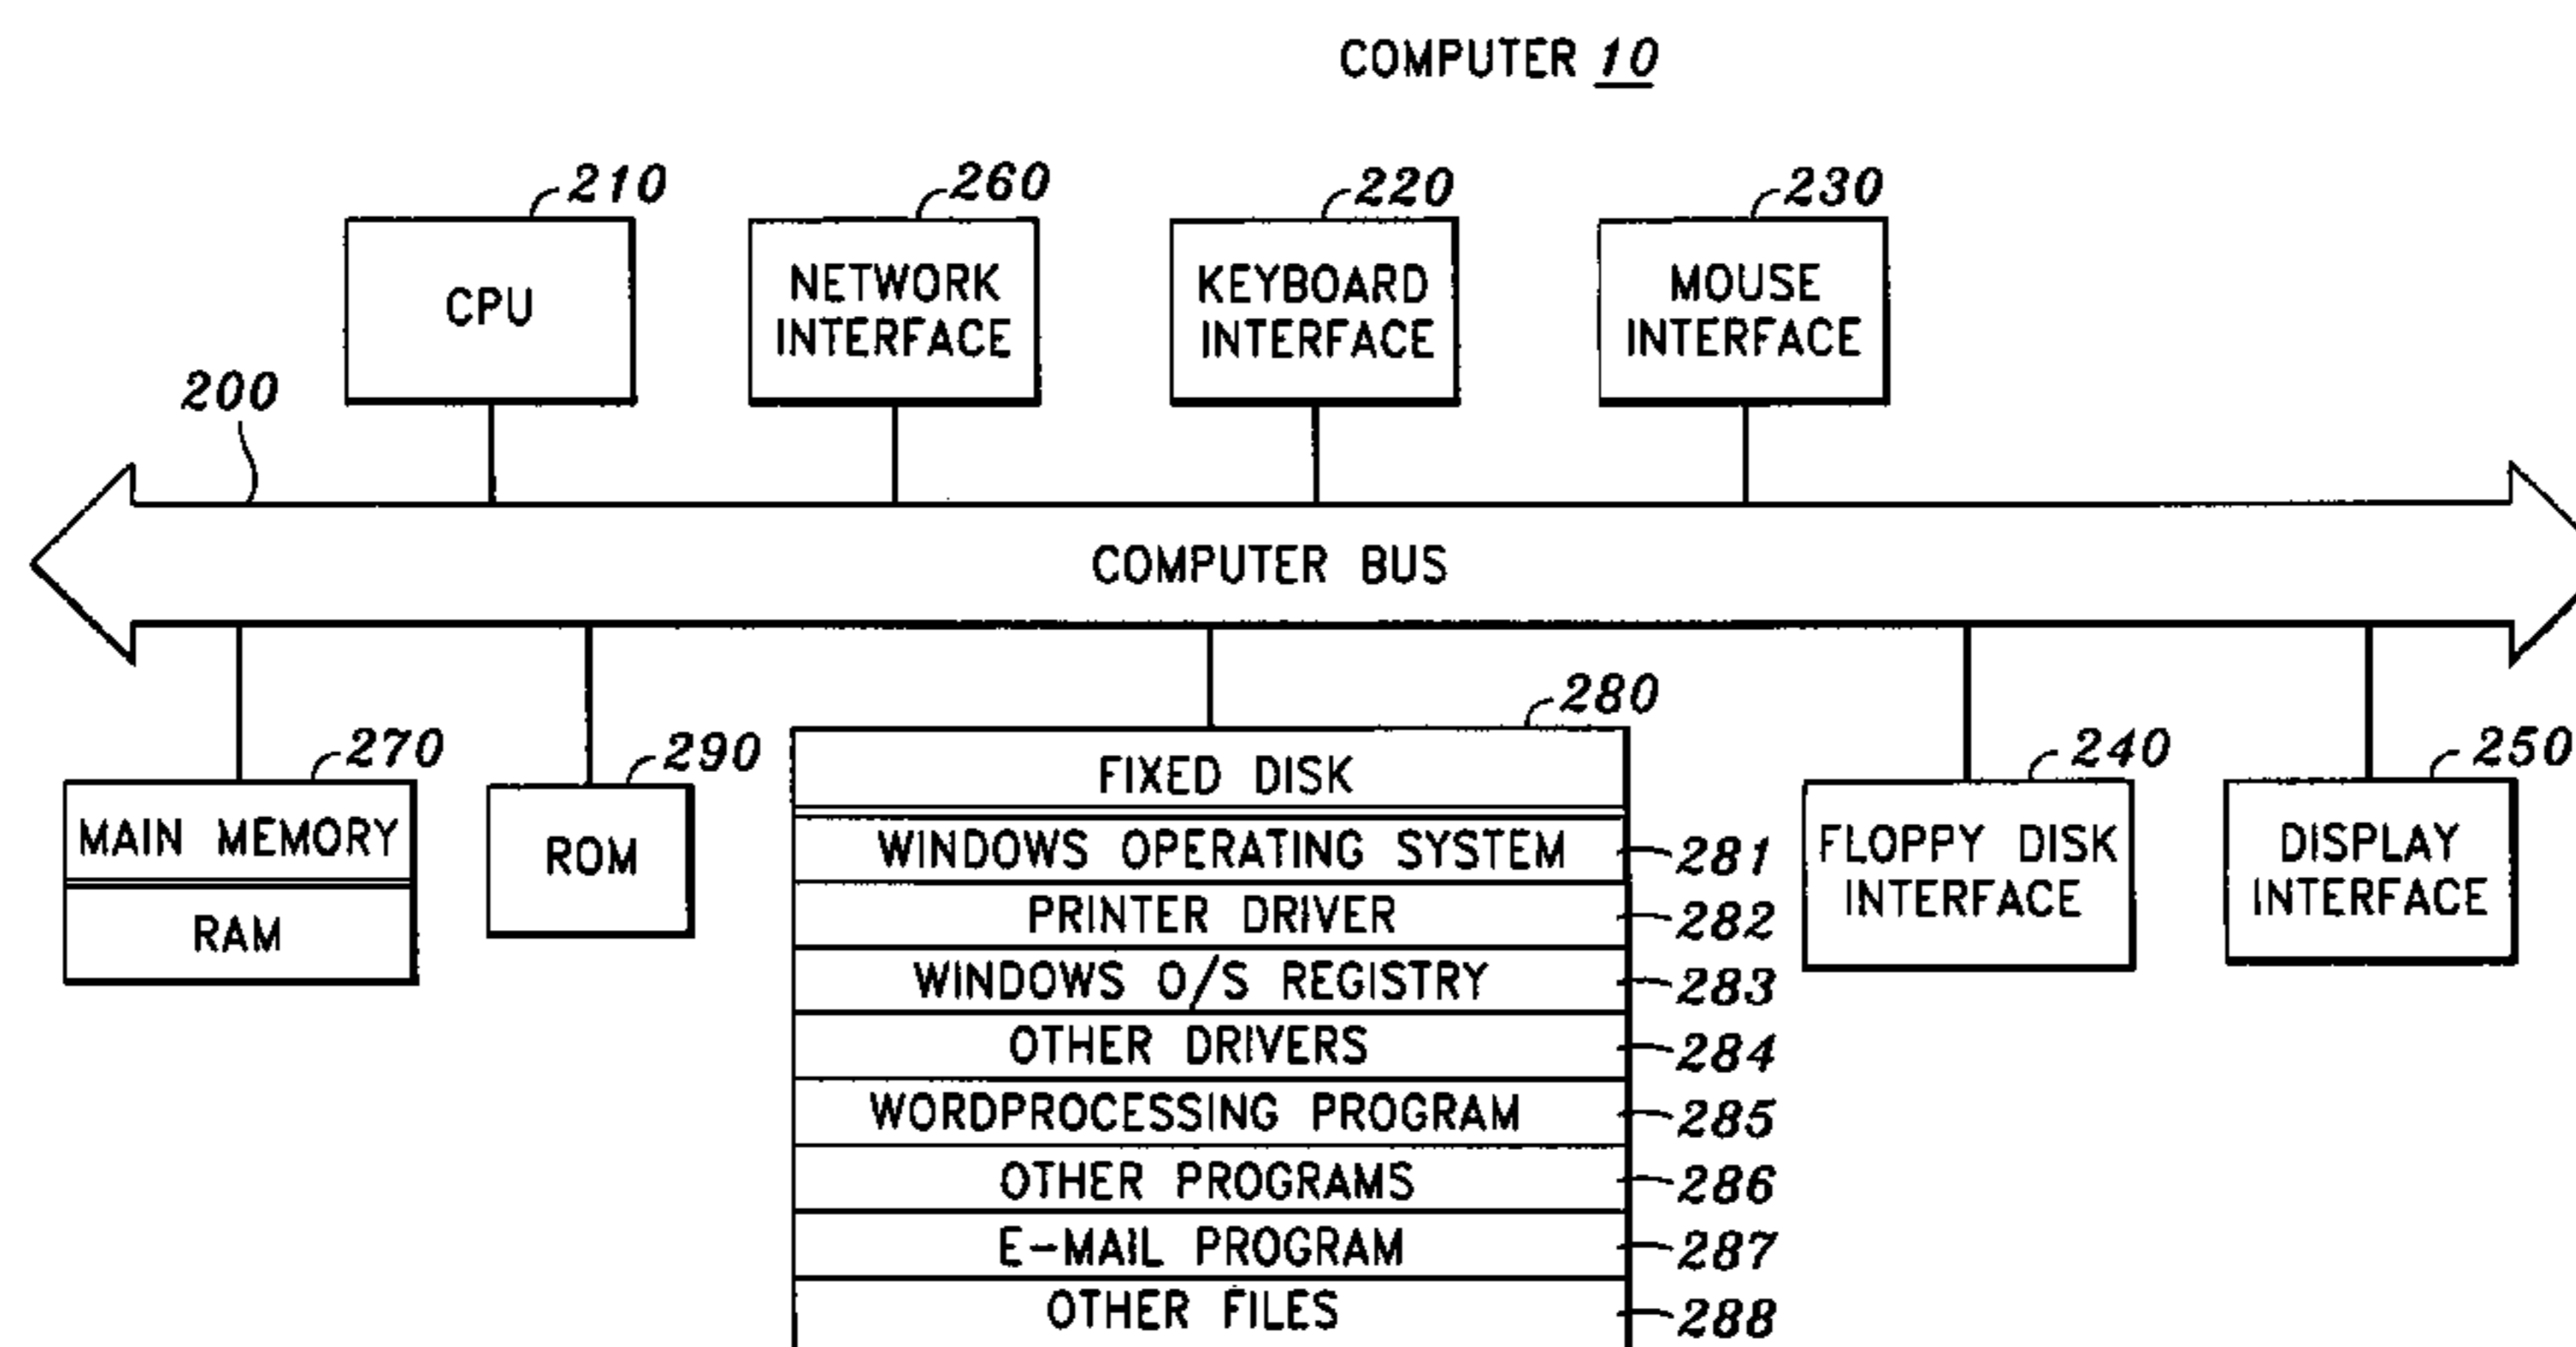 COMPUTER 10
210
260
220
230
CPU
NETWORK
INTERFACE
KEYBOARD
INTERFACE
MOUSE
INTERFACE
200
COMPUTER BUS
270
290
280
240
250
MAIN MEMORY
RAM
ROM
FIXED DISK
WINDOWS OPERATING SYSTEM 281
PRINTER DRIVER 282
WINDOWS O/S REGISTRY 283
OTHER DRIVERS 284
WORDPROCESSING PROGRAM 285
OTHER PROGRAMS 286
E-MAIL PROGRAM 287
OTHER FILES 288
FLOPPY DISK
INTERFACE
DISPLAY
INTERFACE